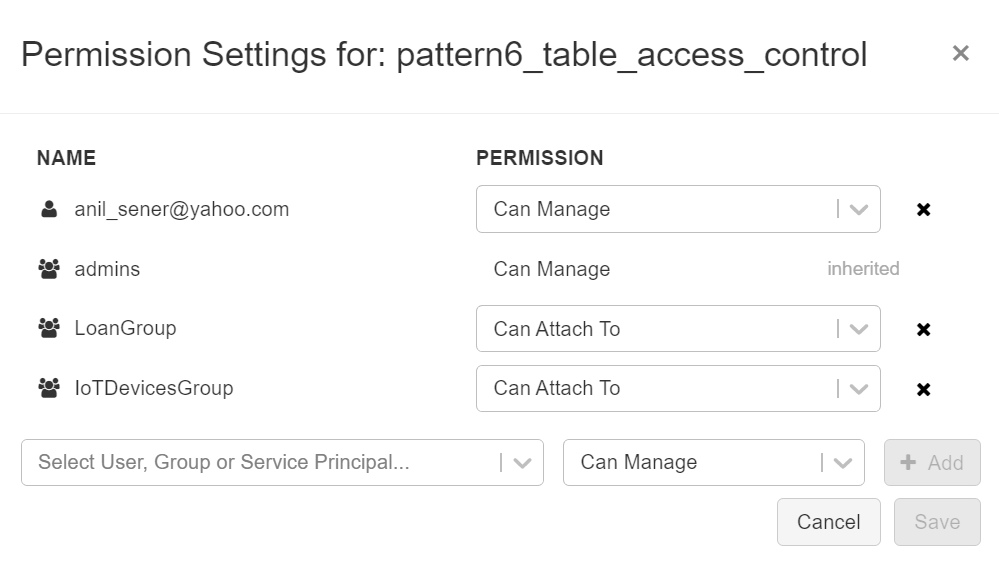 Permission Settings for: pattern6_table_access_control ×
NAME PERMISSION
anil_sener@yahoo.com Can Manage
admins Can Manage inherited
LoanGroup Can Attach To
IoTDevicesGroup Can Attach To
Select User, Group or Service Principal... Can Manage + Add
Cancel Save